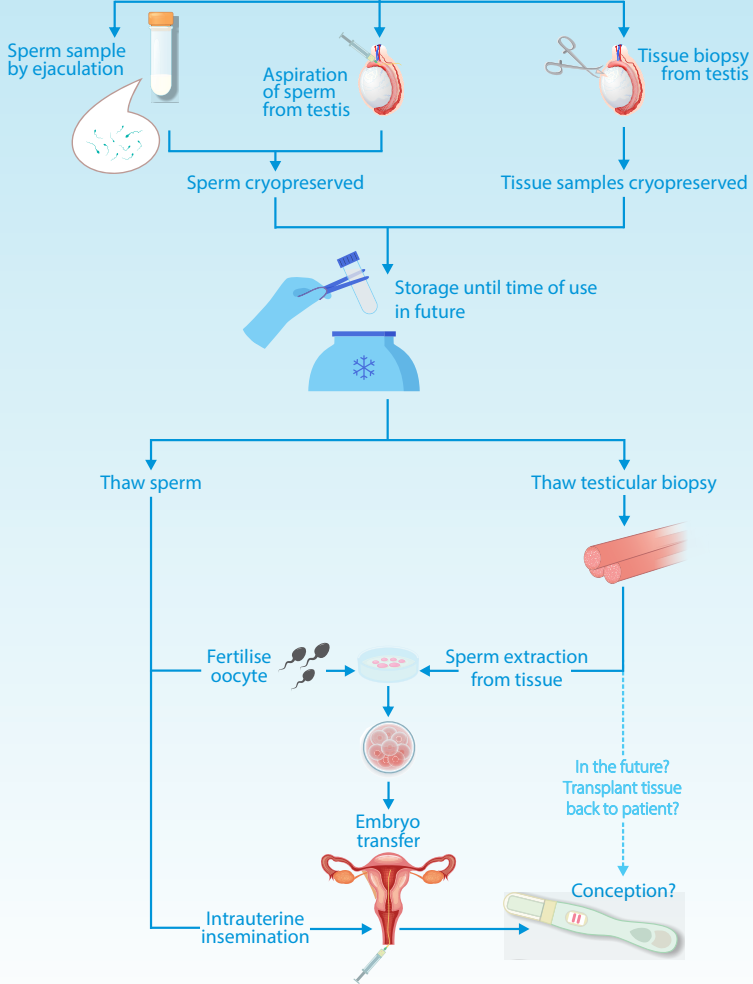 Sperm sample
by ejaculation
Aspiration
of sperm
from testis
Tissue biopsy
from testis
Sperm cryopreserved
Tissue samples cryopreserved
Storage until time of use
in future
Thaw sperm
Thaw testicular biopsy
Fertilise
oocyte
Sperm extraction
from tissue
In the future?
Transplant tissue
back to patient?
Embryo
transfer
Conception?
Intrauterine
insemination